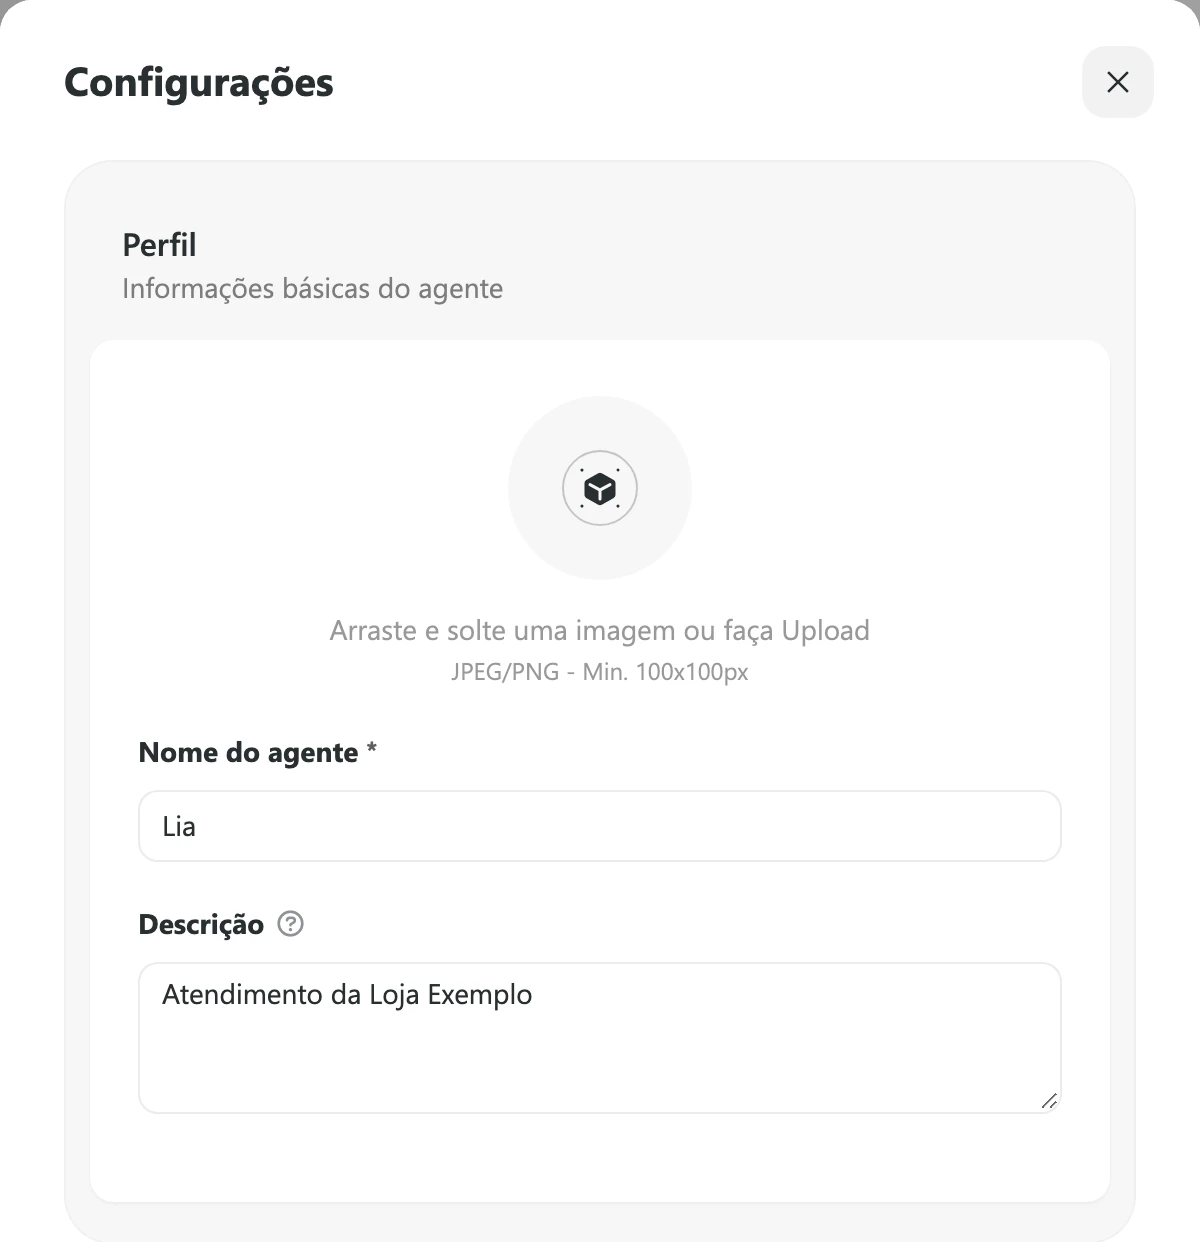 Configurações
Perfil
Informações básicas do agente
Arraste e solte uma imagem ou faça Upload
JPEG/PNG - Min. 100x100px
Nome do agente *
Lia
Descrição ?
Atendimento da Loja Exemplo